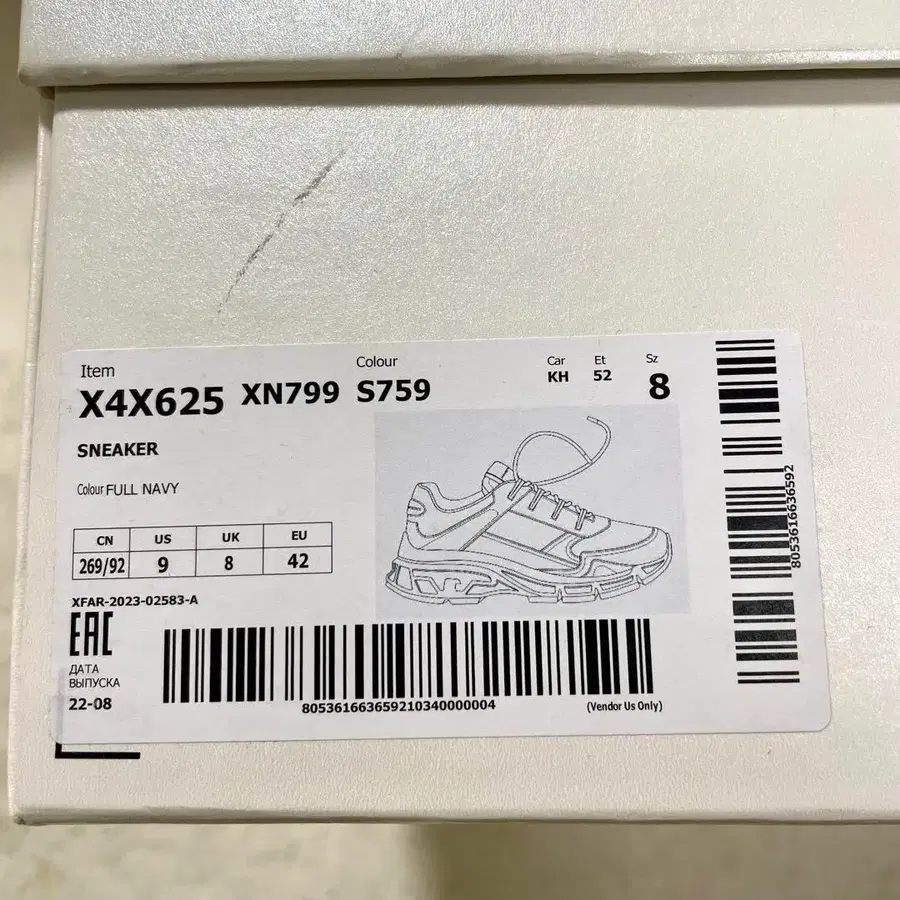 Item
X4X625 XN799
Colour
S759
Car
KH
Et
52
Sz
8
SNEAKER
Colour FULL NAVY
CN US UK EU
269/92 9 8 42
XFAR-2023-02583-A
EAC
ДАТА
ВЫПУСКА
22-08
805361663659210340000004
(Vendor Us Only)
8053616636592